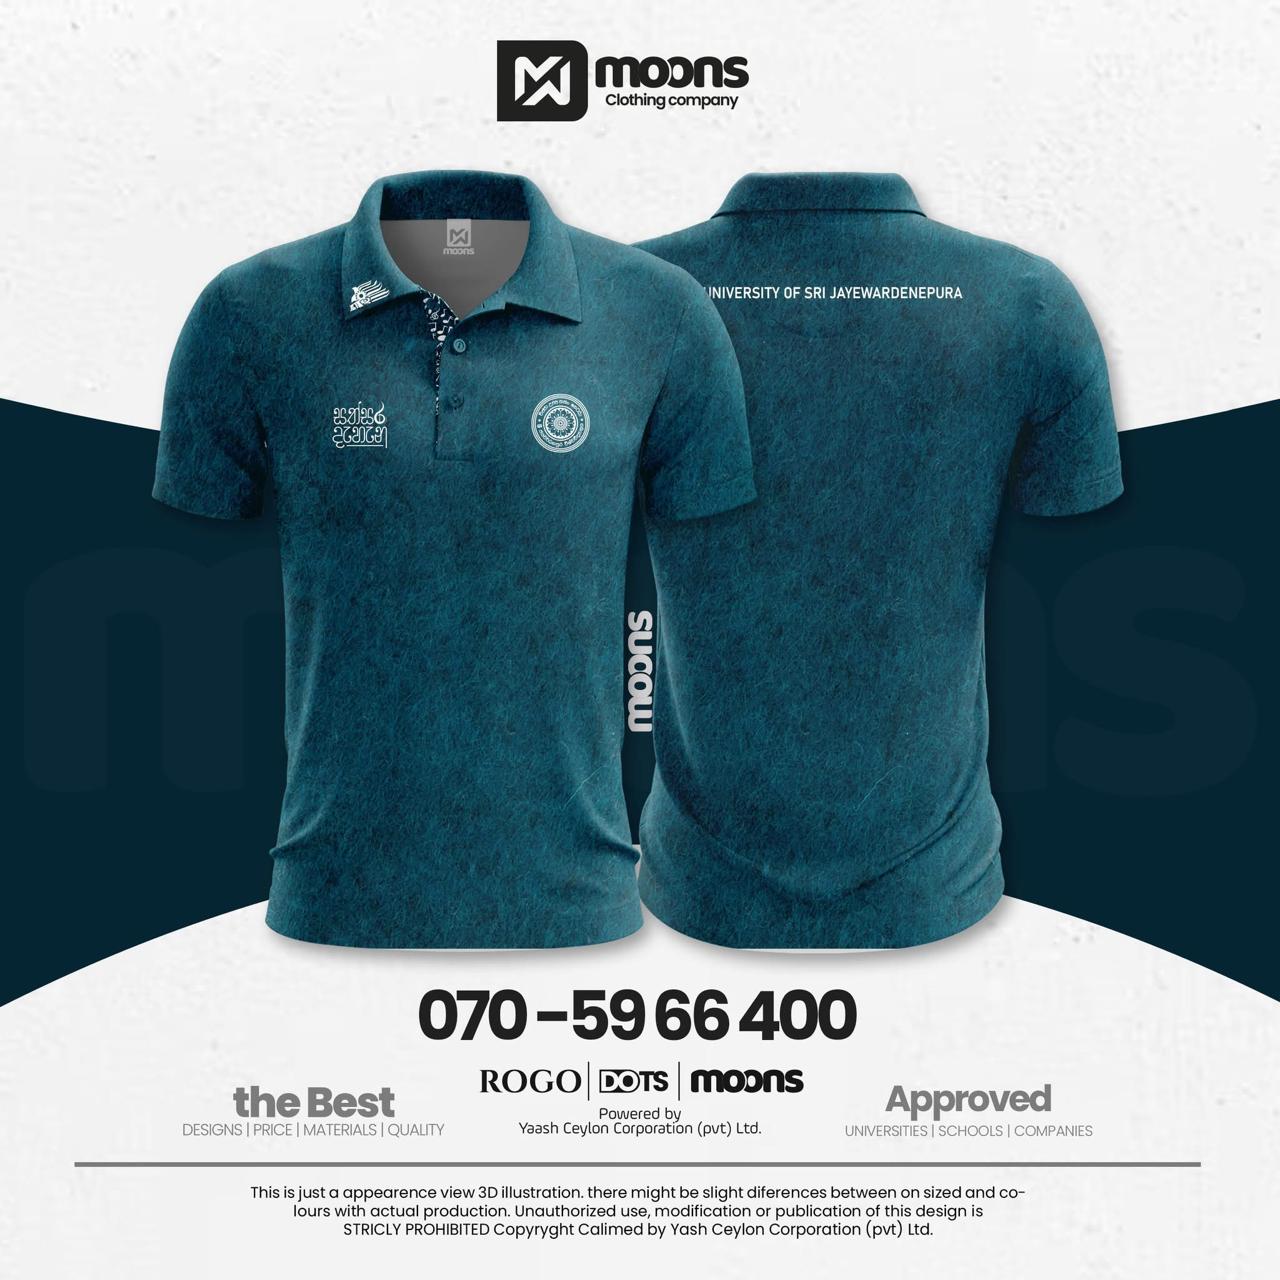 moons
Clothing company
moons
UNIVERSITY OF SRI JAYEWARDENEPURA
සත්සර
දැහැන
moons
070-59 66 400
ROGO | DOTS | moons
the Best
DESIGNS | PRICE | MATERIALS | QUALITY
Powered by
Yaash Ceylon Corporation (pvt) Ltd.
Approved
UNIVERSITIES | SCHOOLS | COMPANIES
This is just a appearence view 3D illustration. there might be slight diferences between on sized and co-
lours with actual production. Unauthorized use, modification or publication of this design is
STRICLY PROHIBITED Copyryght Calimed by Yash Ceylon Corporation (pvt) Ltd.